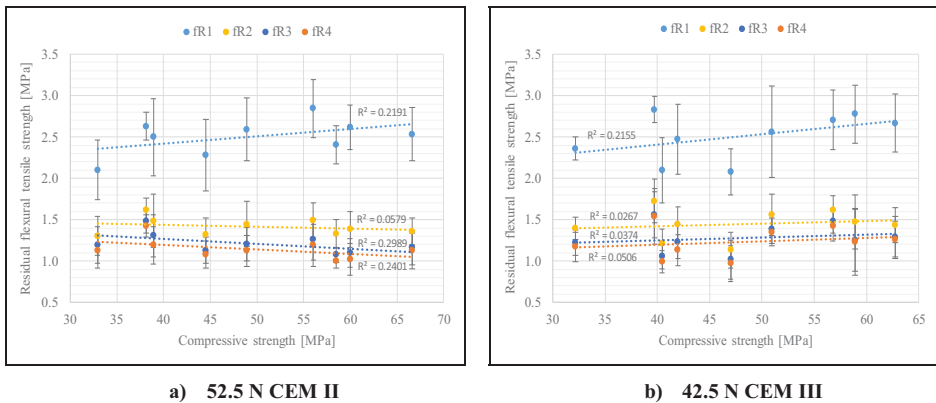 fR1 fR2 fR3 fR4
Residual flexural tensile strength [MPa]
3.5
3.0
2.5
2.0
1.5
1.0
0.5
R² = 0.2191
R² = 0.0579
R² = 0.2989
R² = 0.2401
30 35 40 45 50 55 60 65 70
Compressive strength [MPa]
a) 52.5 N CEM II
fR1 fR2 fR3 fR4
Residual flexural tensile strength [MPa]
3.5
3.0
2.5
2.0
1.5
1.0
0.5
R² = 0.2155
R² = 0.0267
R² = 0.0374
R² = 0.0506
30 35 40 45 50 55 60 65
Compressive strength [MPa]
b) 42.5 N CEM III